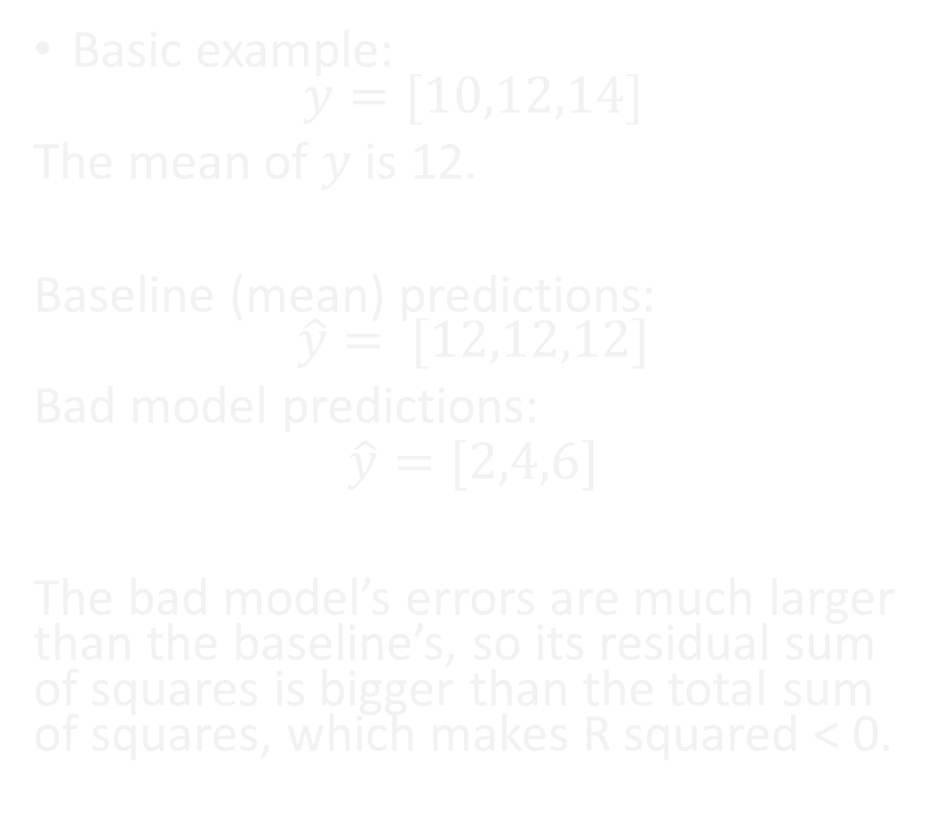 • Basic example:
y = [10,12,14]
The mean of y is 12.
Baseline (mean) predictions:
ŷ = [12,12,12]
Bad model predictions:
ŷ = [2,4,6]
The bad model’s errors are much larger
than the baseline’s, so its residual sum
of squares is bigger than the total sum
of squares, which makes R squared < 0.